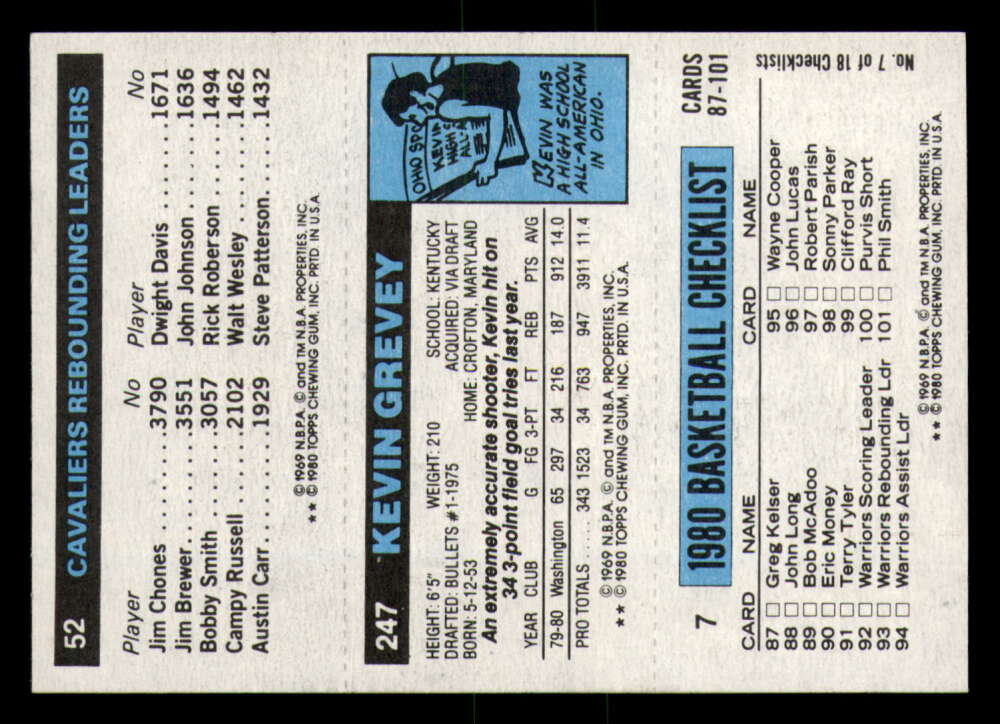 52 CAVALIERS REBOUNDING LEADERS
Player No Player No
Jim Chones . . . . . . . . 3790 Dwight Davis . . . . . . 1671
Jim Brewer . . . . . . . . 3551 John Johnson . . . . . 1636
Bobby Smith . . . . . . . 3057 Rick Roberson . . . . 1494
Campy Russell . . . . . 2102 Walt Wesley . . . . . . 1462
Austin Carr . . . . . . . . 1929 Steve Patterson . . . 1432
© 1969 N.B.P.A. © and TM N.B.A. PROPERTIES, INC.
** © 1980 TOPPS CHEWING GUM, INC. PRTD IN U.S.A
247 KEVIN GREVEY
HEIGHT: 6'5" WEIGHT: 210 SCHOOL: KENTUCKY
DRAFTED: BULLETS #1-1975 ACQUIRED: VIA DRAFT
BORN: 5-12-53 HOME: CROFTON, MARYLAND
An extremely accurate shooter, Kevin hit on
34 3-point field goal tries last year.
YEAR CLUB G FG 3-PT FT REB PTS AVG
79-80 Washington 65 297 34 216 187 912 14.0
PRO TOTALS . . . . . 343 1523 34 763 947 3911 11.4
© 1969 N.B.P.A. © and TM N.B.A. PROPERTIES, INC.
** © 1980 TOPPS CHEWING GUM, INC. PRTD. IN U.S.A.
OHIO SPO
KEVIN
HIGH S
ALL-A
KEVIN WAS
A HIGH SCHOOL
ALL-AMERICAN
IN OHIO.
7 1980 BASKETBALL CHECKLIST CARDS
87-101
CARD NAME CARD NAME
87 □ Greg Kelser 95 □ Wayne Cooper
88 □ John Long 96 □ John Lucas
89 □ Bob McAdoo 97 □ Robert Parish
90 □ Eric Money 98 □ Sonny Parker
91 □ Terry Tyler 99 □ Clifford Ray
92 □ Warriors Scoring Leader 100 □ Purvis Short
93 □ Warriors Rebounding Ldr 101 □ Phil Smith
94 □ Warriors Assist Ldr
No. 7 of 18 Checklists
© 1969 N.B.P.A. © and TM N.B.A. PROPERTIES, INC.
** © 1980 TOPPS CHEWING GUM, INC. PRTD IN U.S.A.